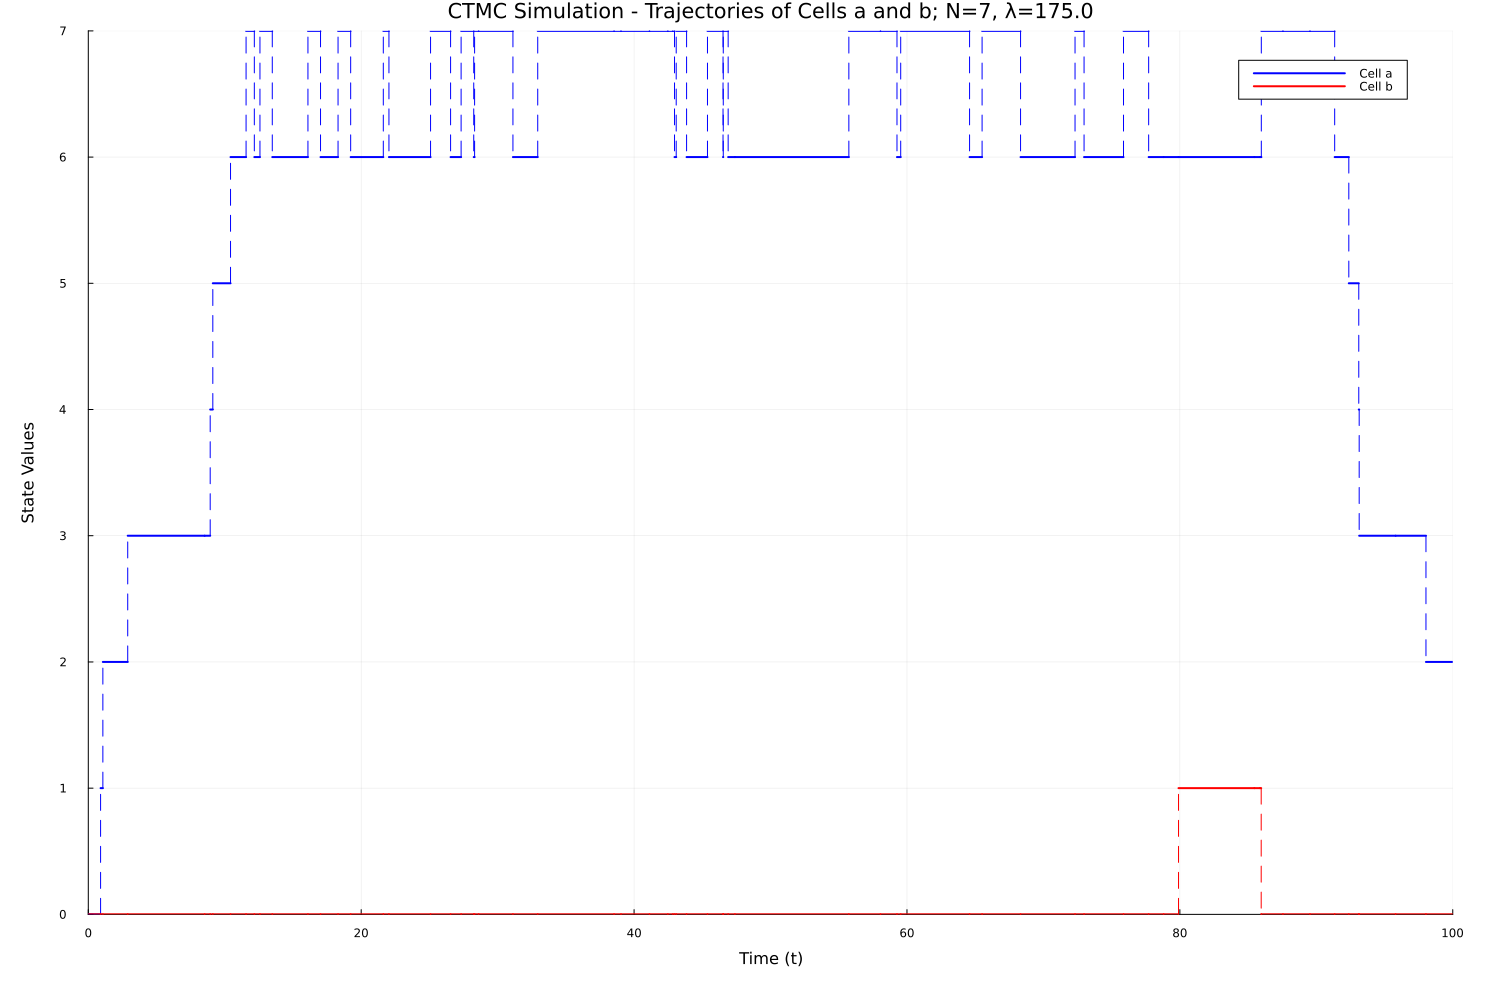 CTMC Simulation - Trajectories of Cells a and b; N=7, λ=175.0
7
Cell a
Cell b
6
5
4
State Values
3
2
1
0
0 20 40 60 80 100
Time (t)